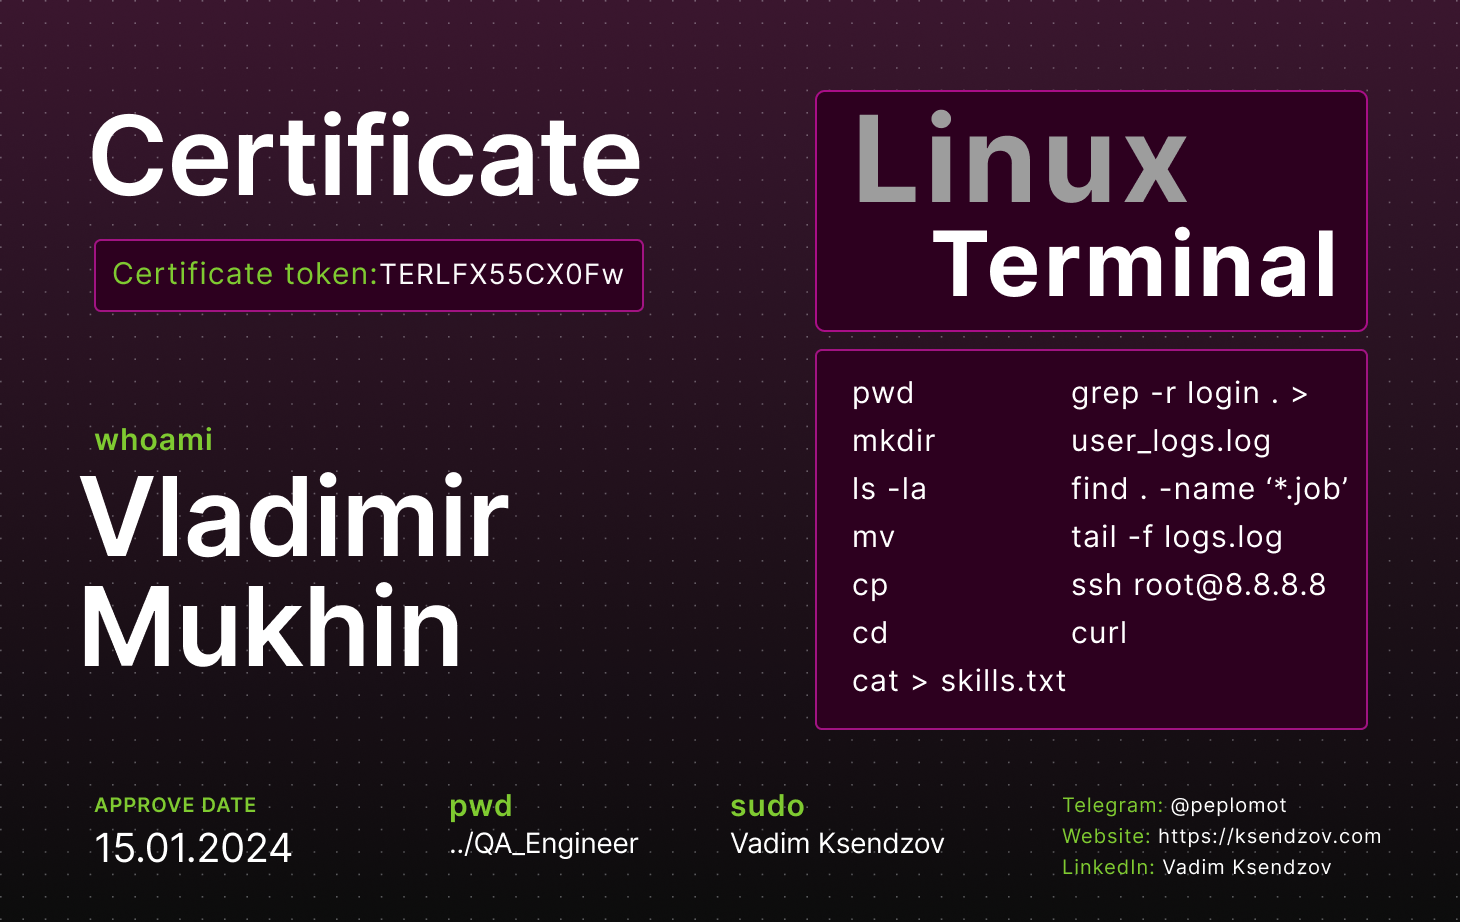 Certificate
Certificate token:TERLFX55CX0Fw
whoami
Vladimir
Mukhin
Linux
Terminal
pwd
mkdir
ls -la
mv
cp
cd
cat > skills.txt
grep -r login . >
user_logs.log
find . -name ‘*.job’
tail -f logs.log
ssh root@8.8.8.8
curl
APPROVE DATE
15.01.2024
pwd
../QA_Engineer
sudo
Vadim Ksendzov
Telegram: @peplomot
Website: https://ksendzov.com
LinkedIn: Vadim Ksendzov